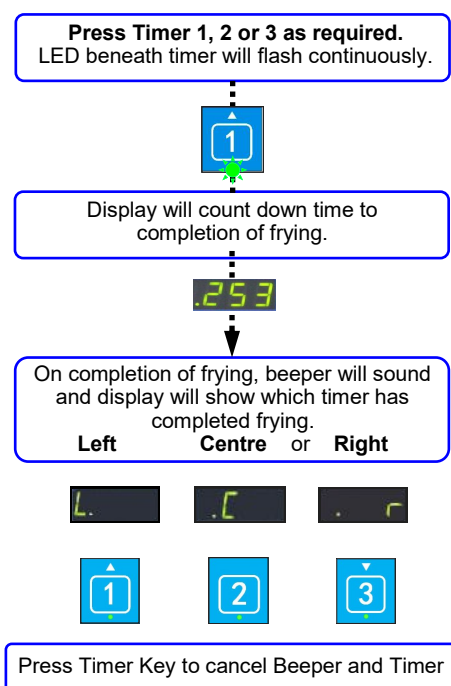 Press Timer 1, 2 or 3 as required.
LED beneath timer will flash continuously.
1
Display will count down time to
completion of frying.
.253
On completion of frying, beeper will sound
and display will show which timer has
completed frying.
Left Centre or Right
L. .C . r
1 2 3
Press Timer Key to cancel Beeper and Timer